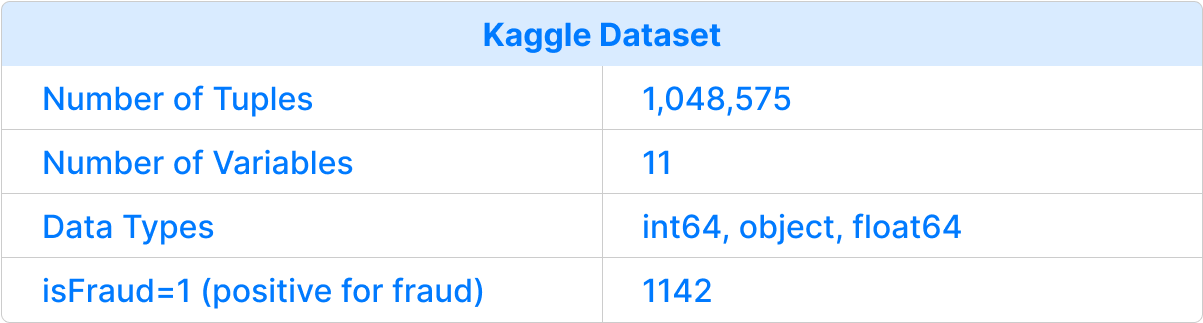 Kaggle Dataset
Number of Tuples 1,048,575
Number of Variables 11
Data Types int64, object, float64
isFraud=1 (positive for fraud) 1142